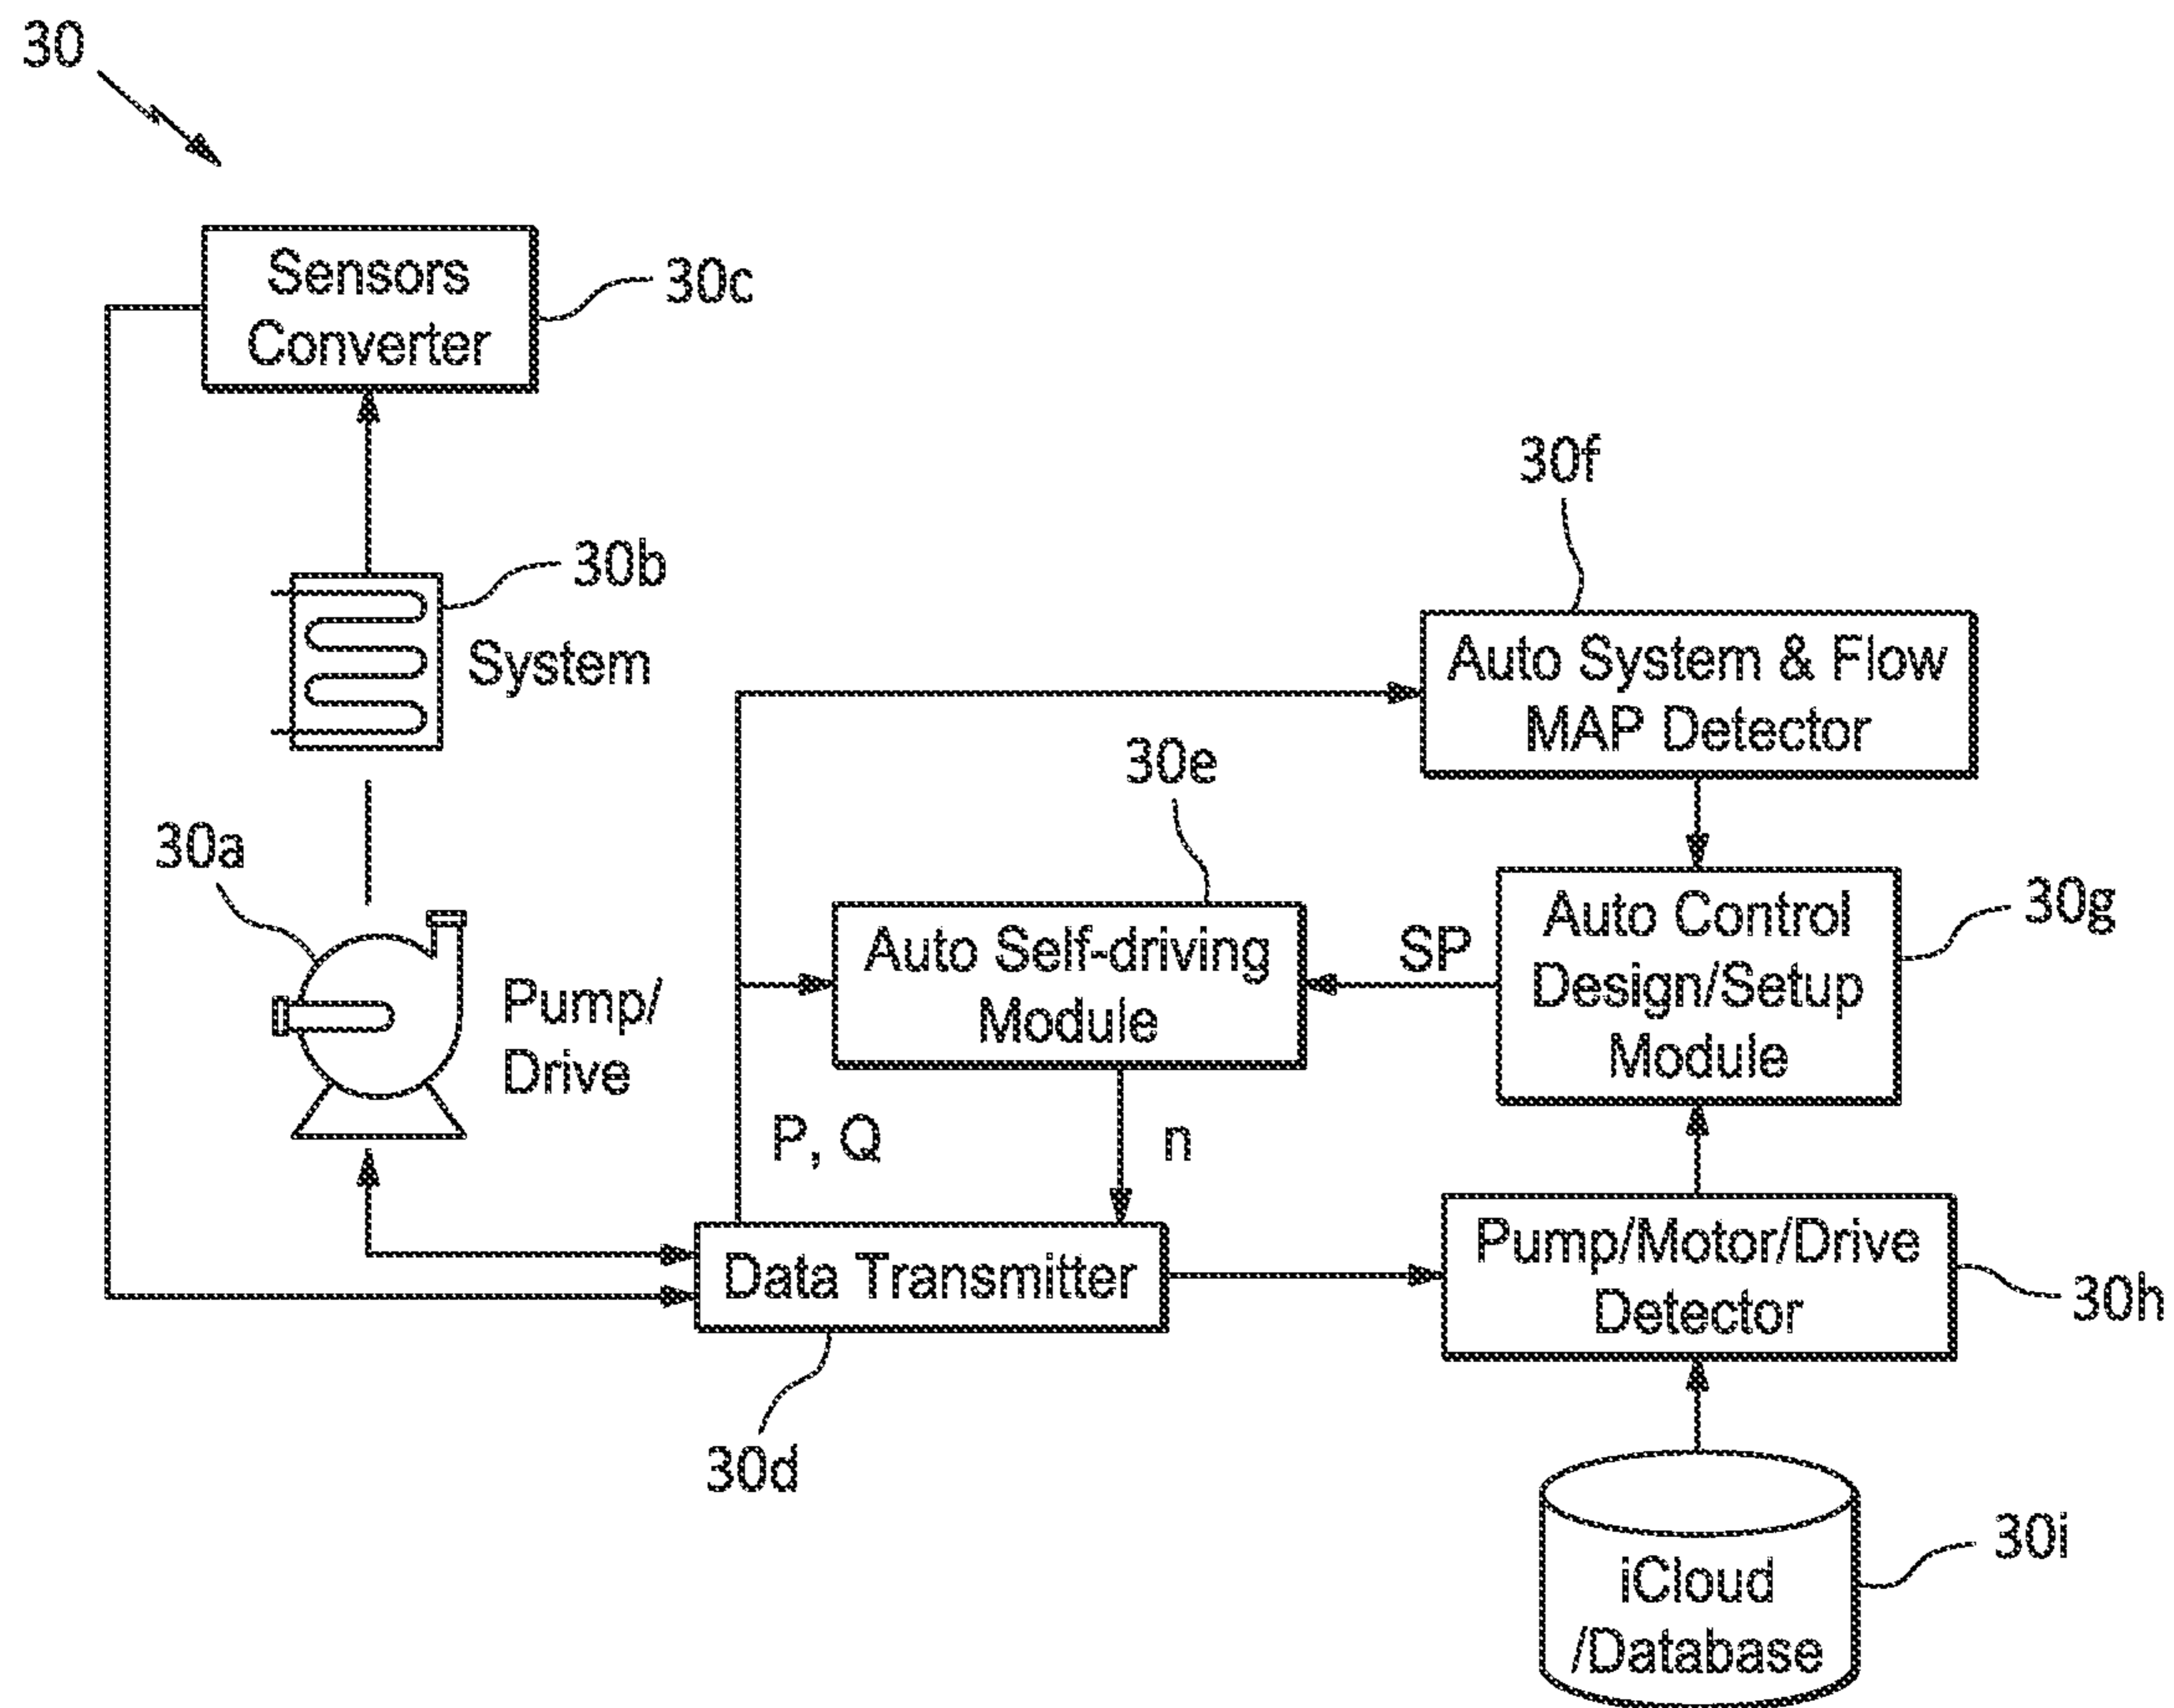 30
Sensors
Converter
30c
30b
System
30f
Auto System & Flow
MAP Detector
30e
30a
Pump/
Drive
Auto Self-driving
Module
SP
Auto Control
Design/Setup
Module
30g
P, Q
n
Data Transmitter
30d
Pump/Motor/Drive
Detector
30h
iCloud
/Database
30i